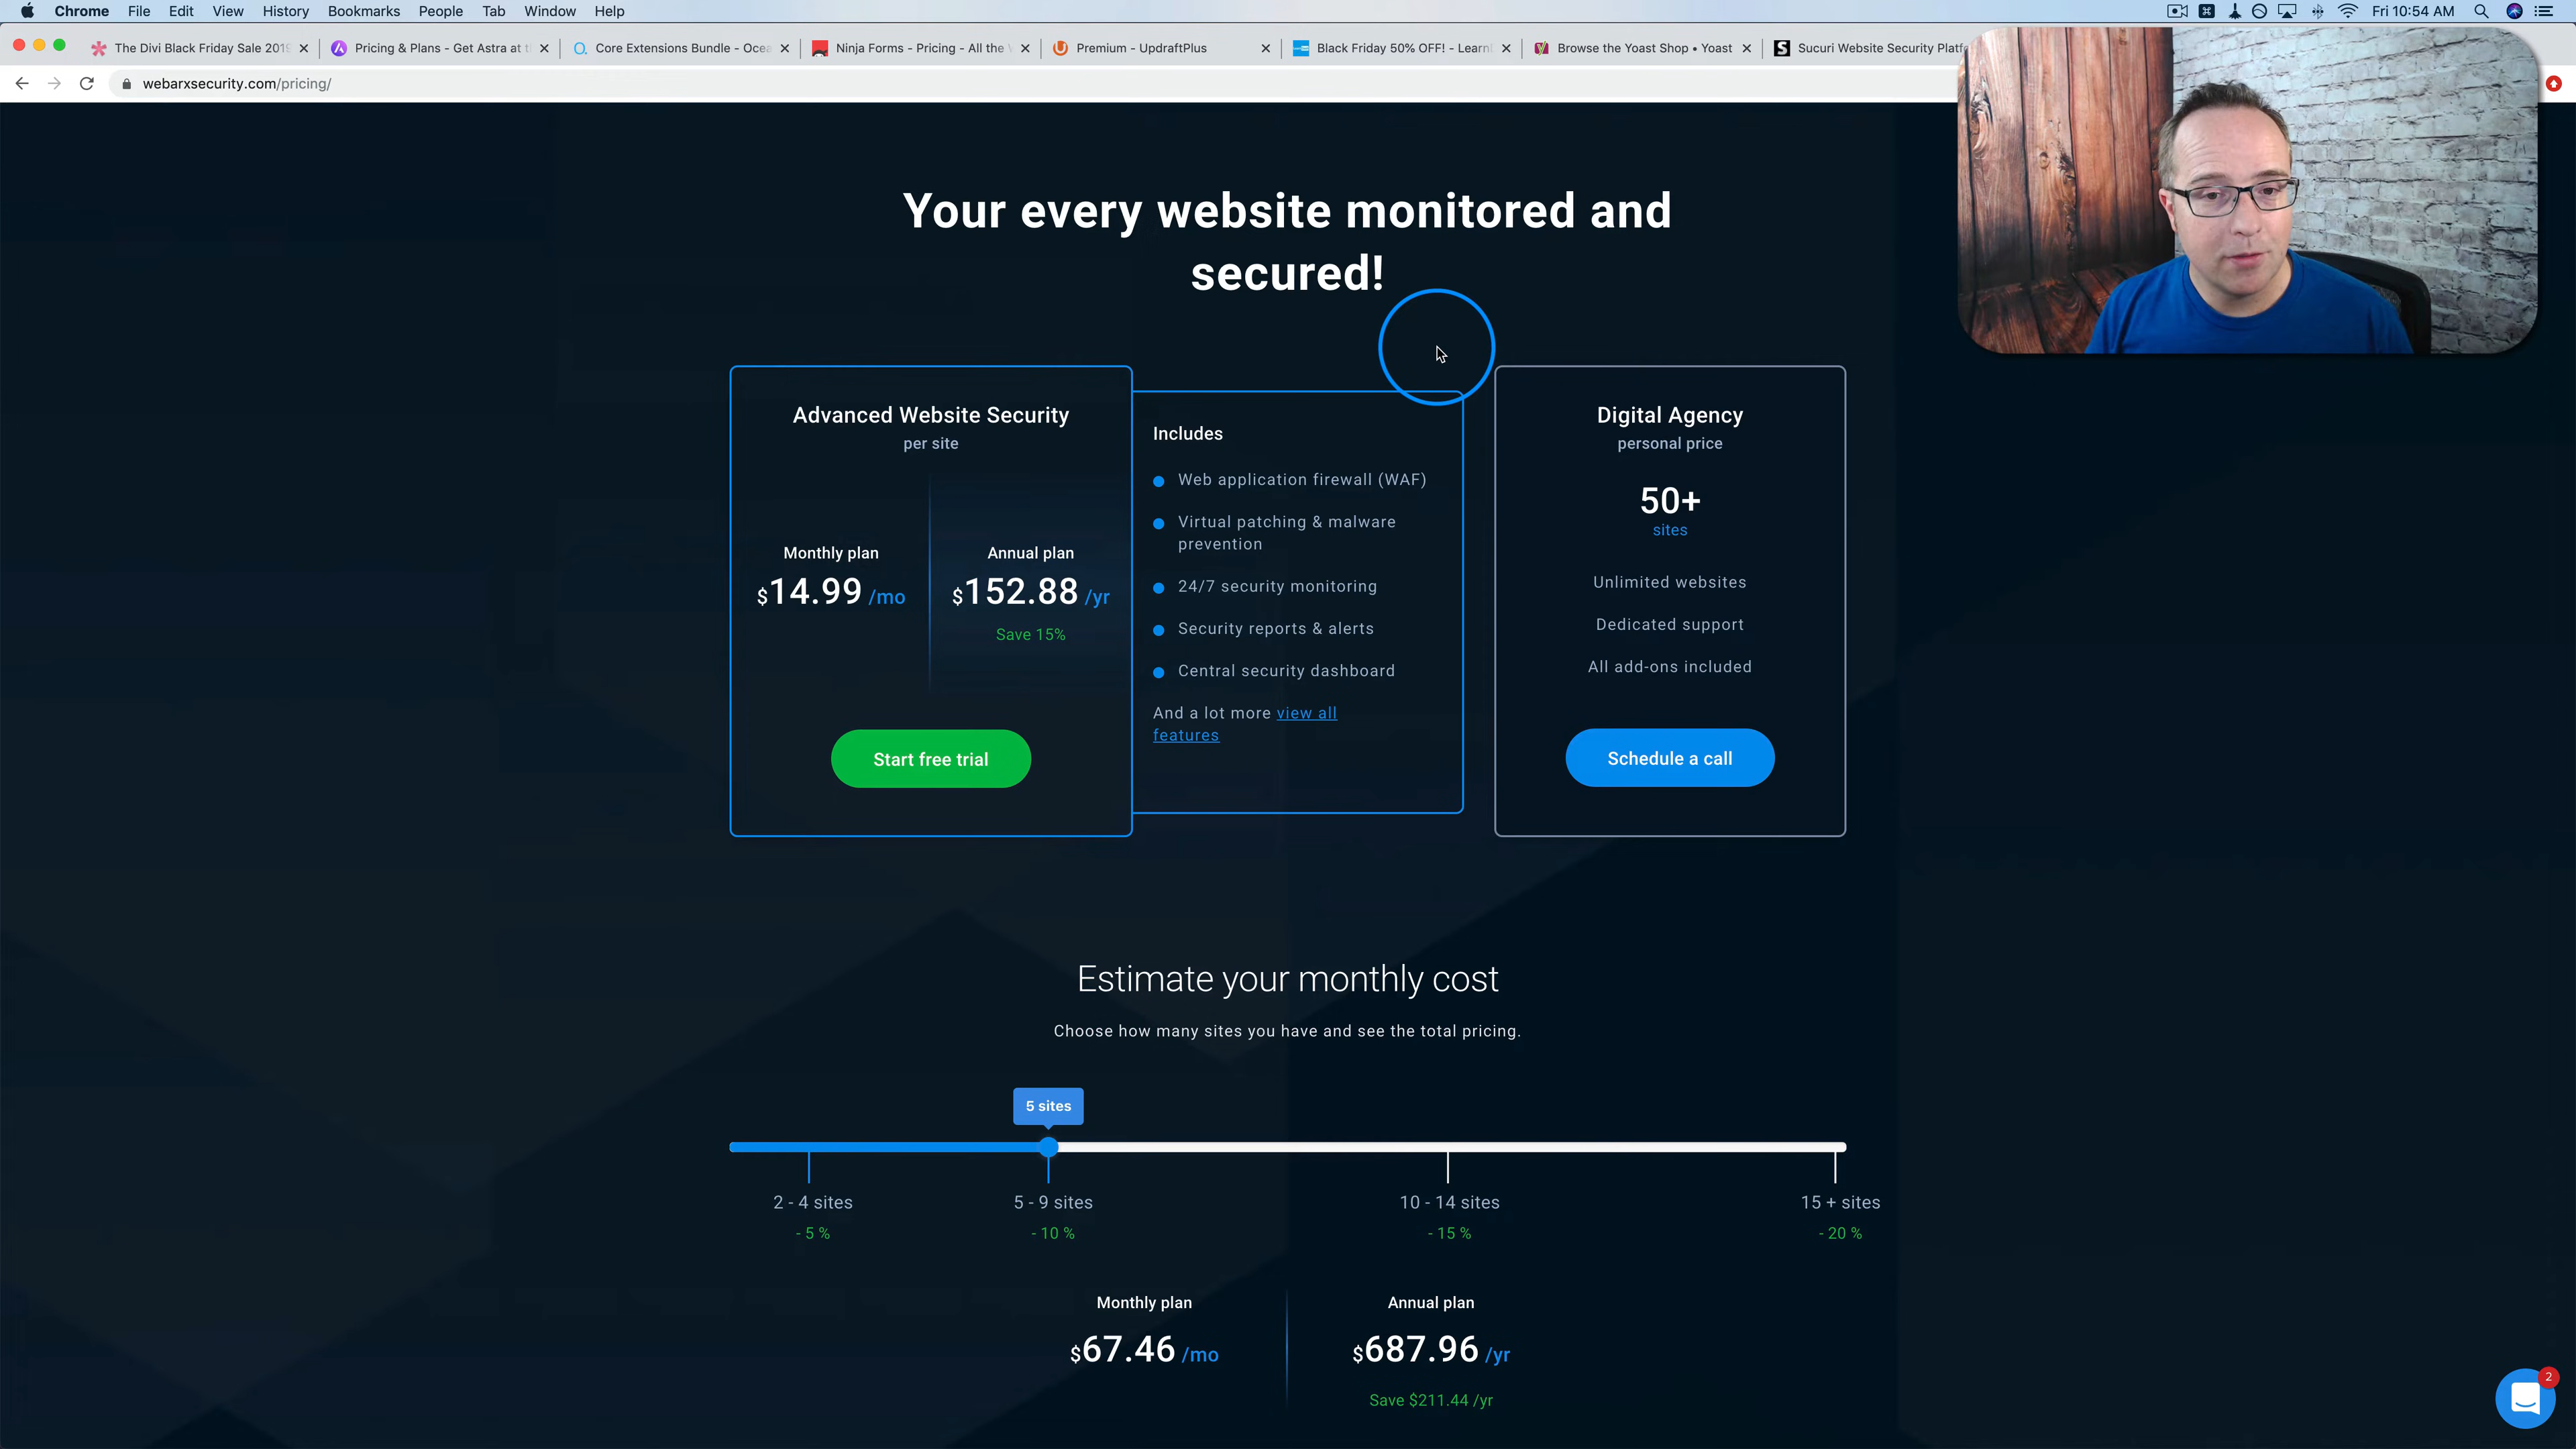 Chrome File Edit View History Bookmarks People Tab Window Help Fri 10:54 AM
The Divi Black Friday Sale 2019 Pricing & Plans - Get Astra at t Core Extensions Bundle - Ocea Ninja Forms - Pricing - All the Premium - UpdraftPlus Black Friday 50% OFF! - Learn Browse the Yoast Shop • Yoast Sucuri Website Security Platf
webarxsecurity.com/pricing/
Your every website monitored and
secured!
Advanced Website Security
per site
Monthly plan
$14.99 /mo
Annual plan
$152.88 /yr
Save 15%
Start free trial
Includes
Web application firewall (WAF)
Virtual patching & malware
prevention
24/7 security monitoring
Security reports & alerts
Central security dashboard
And a lot more view all
features
Digital Agency
personal price
50+
sites
Unlimited websites
Dedicated support
All add-ons included
Schedule a call
Estimate your monthly cost
Choose how many sites you have and see the total pricing.
5 sites
2 - 4 sites 5 - 9 sites 10 - 14 sites 15 + sites
- 5 % - 10 % - 15 % - 20 %
Monthly plan
$67.46 /mo
Annual plan
$687.96 /yr
Save $211.44 /yr
2